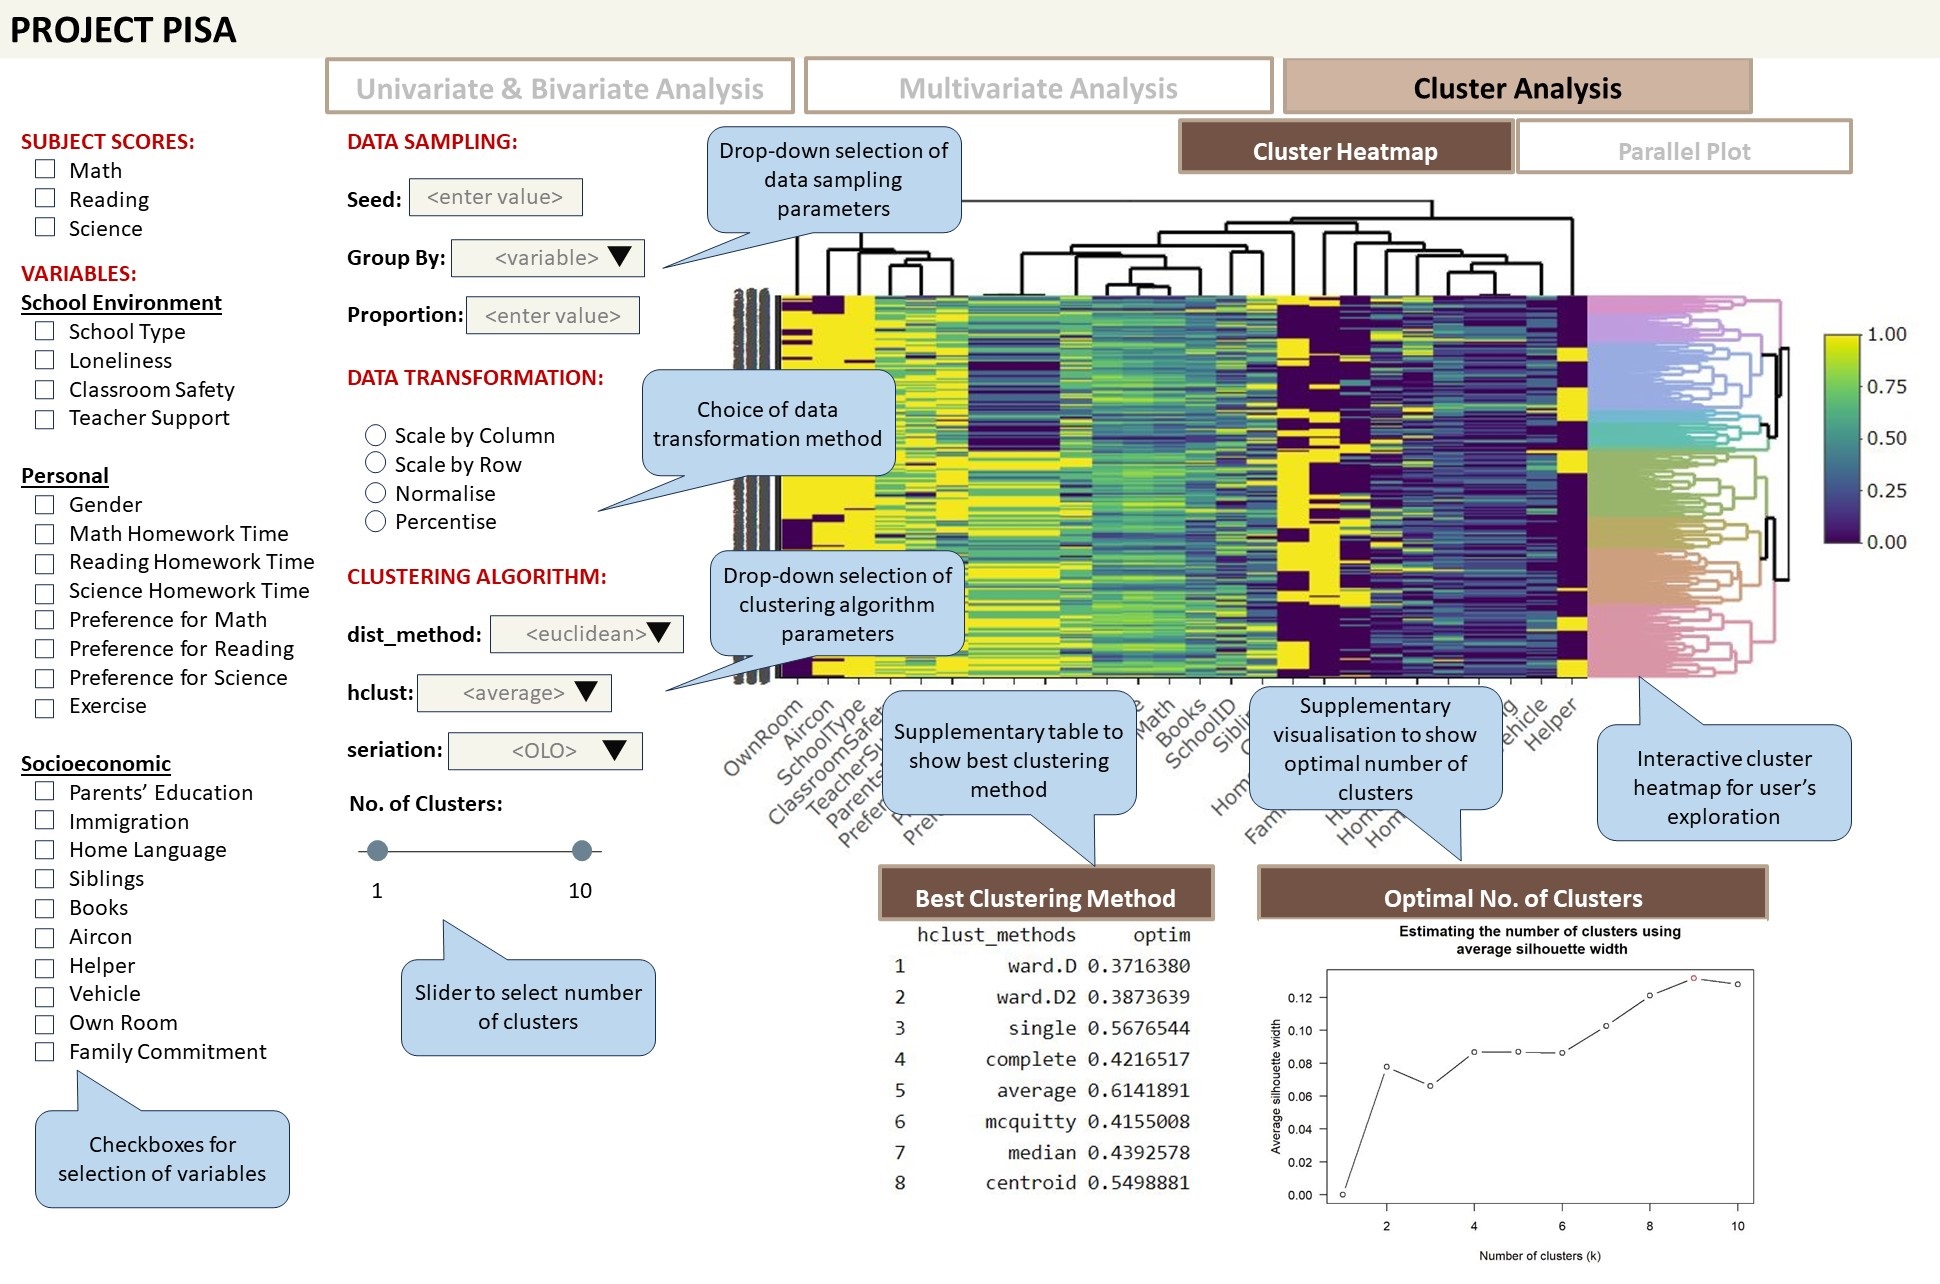 PROJECT PISA
Univariate & Bivariate Analysis
Multivariate Analysis
Cluster Analysis
Cluster Heatmap
Parallel Plot
SUBJECT SCORES:
Math
Reading
Science
VARIABLES:
School Environment
School Type
Loneliness
Classroom Safety
Teacher Support
Personal
Gender
Math Homework Time
Reading Homework Time
Science Homework Time
Preference for Math
Preference for Reading
Preference for Science
Exercise
Socioeconomic
Parents’ Education
Immigration
Home Language
Siblings
Books
Aircon
Helper
Vehicle
Own Room
Family Commitment
Checkboxes for
selection of variables
DATA SAMPLING:
Seed: <enter value>
Group By: <variable>
Proportion: <enter value>
DATA TRANSFORMATION:
Scale by Column
Scale by Row
Normalise
Percentise
CLUSTERING ALGORITHM:
dist_method: <euclidean>
hclust: <average>
seriation: <OLO>
No. of Clusters:
1 10
Slider to select number
of clusters
Drop-down selection of
data sampling
parameters
Choice of data
transformation method
Drop-down selection of
clustering algorithm
parameters
1.00
0.75
0.50
0.25
0.00
OwnRoom
Aircon
SchoolType
ClassroomSafet
TeacherSu
Parents
Prefer
Math
Books
SchoolID
Siblin
Hom
Fam
Hom
Hom
ehicle
Helper
Supplementary table to
show best clustering
method
Supplementary
visualisation to show
optimal number of
clusters
Interactive cluster
heatmap for user’s
exploration
Best Clustering Method
hclust_methods optim
1 ward.D 0.3716380
2 ward.D2 0.3873639
3 single 0.5676544
4 complete 0.4216517
5 average 0.6141891
6 mcquitty 0.4155008
7 median 0.4392578
8 centroid 0.5498881
Optimal No. of Clusters
Estimating the number of clusters using
average silhouette width
Average silhouette width
0.12
0.10
0.08
0.06
0.04
0.02
0.00
2 4 6 8 10
Number of clusters (k)